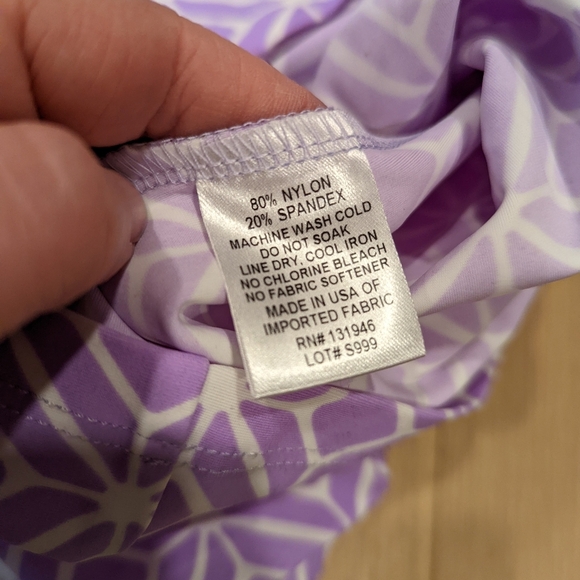 80% NYLON
20% SPANDEX
MACHINE WASH COLD
DO NOT SOAK
LINE DRY. COOL IRON
NO CHLORINE BLEACH
NO FABRIC SOFTENER
MADE IN USA OF
IMPORTED FABRIC
RN# 131946
LOT# S999